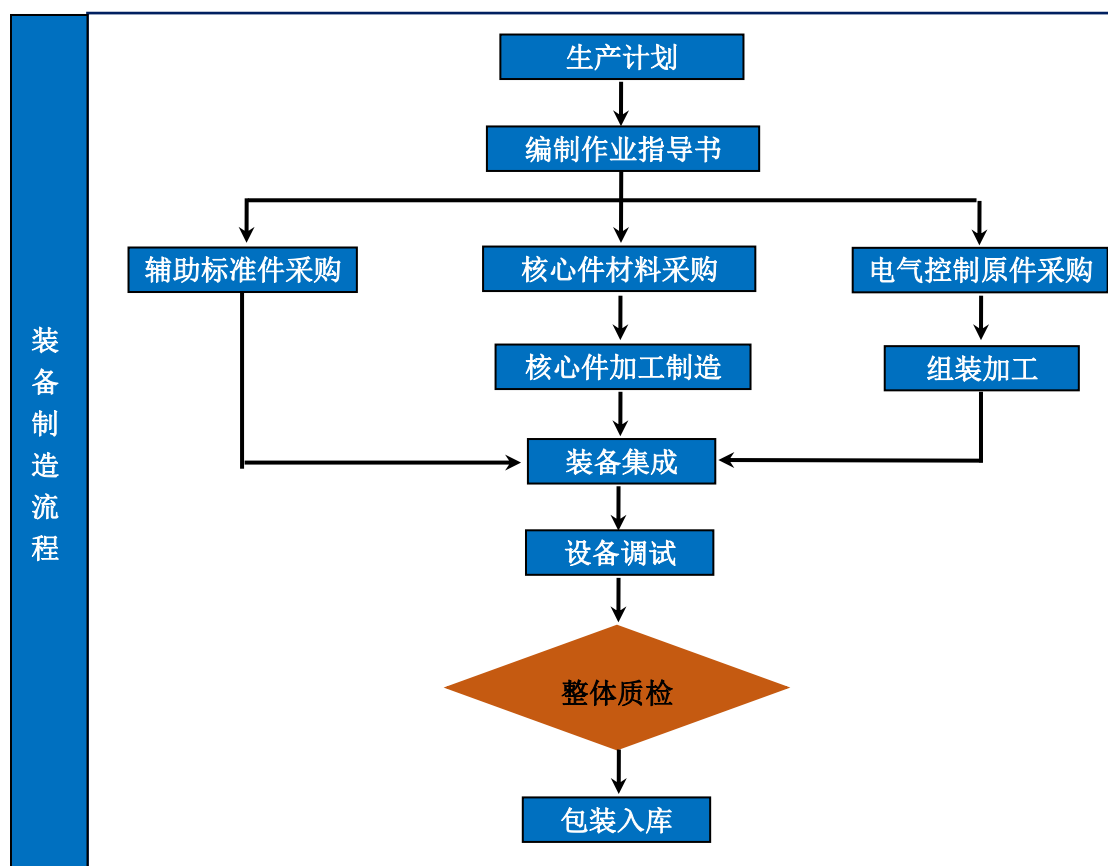 装备制造流程
生产计划
编制作业指导书
辅助标准件采购
核心件材料采购
电气控制原件采购
核心件加工制造
组装加工
装备集成
设备调试
整体质检
包装入库